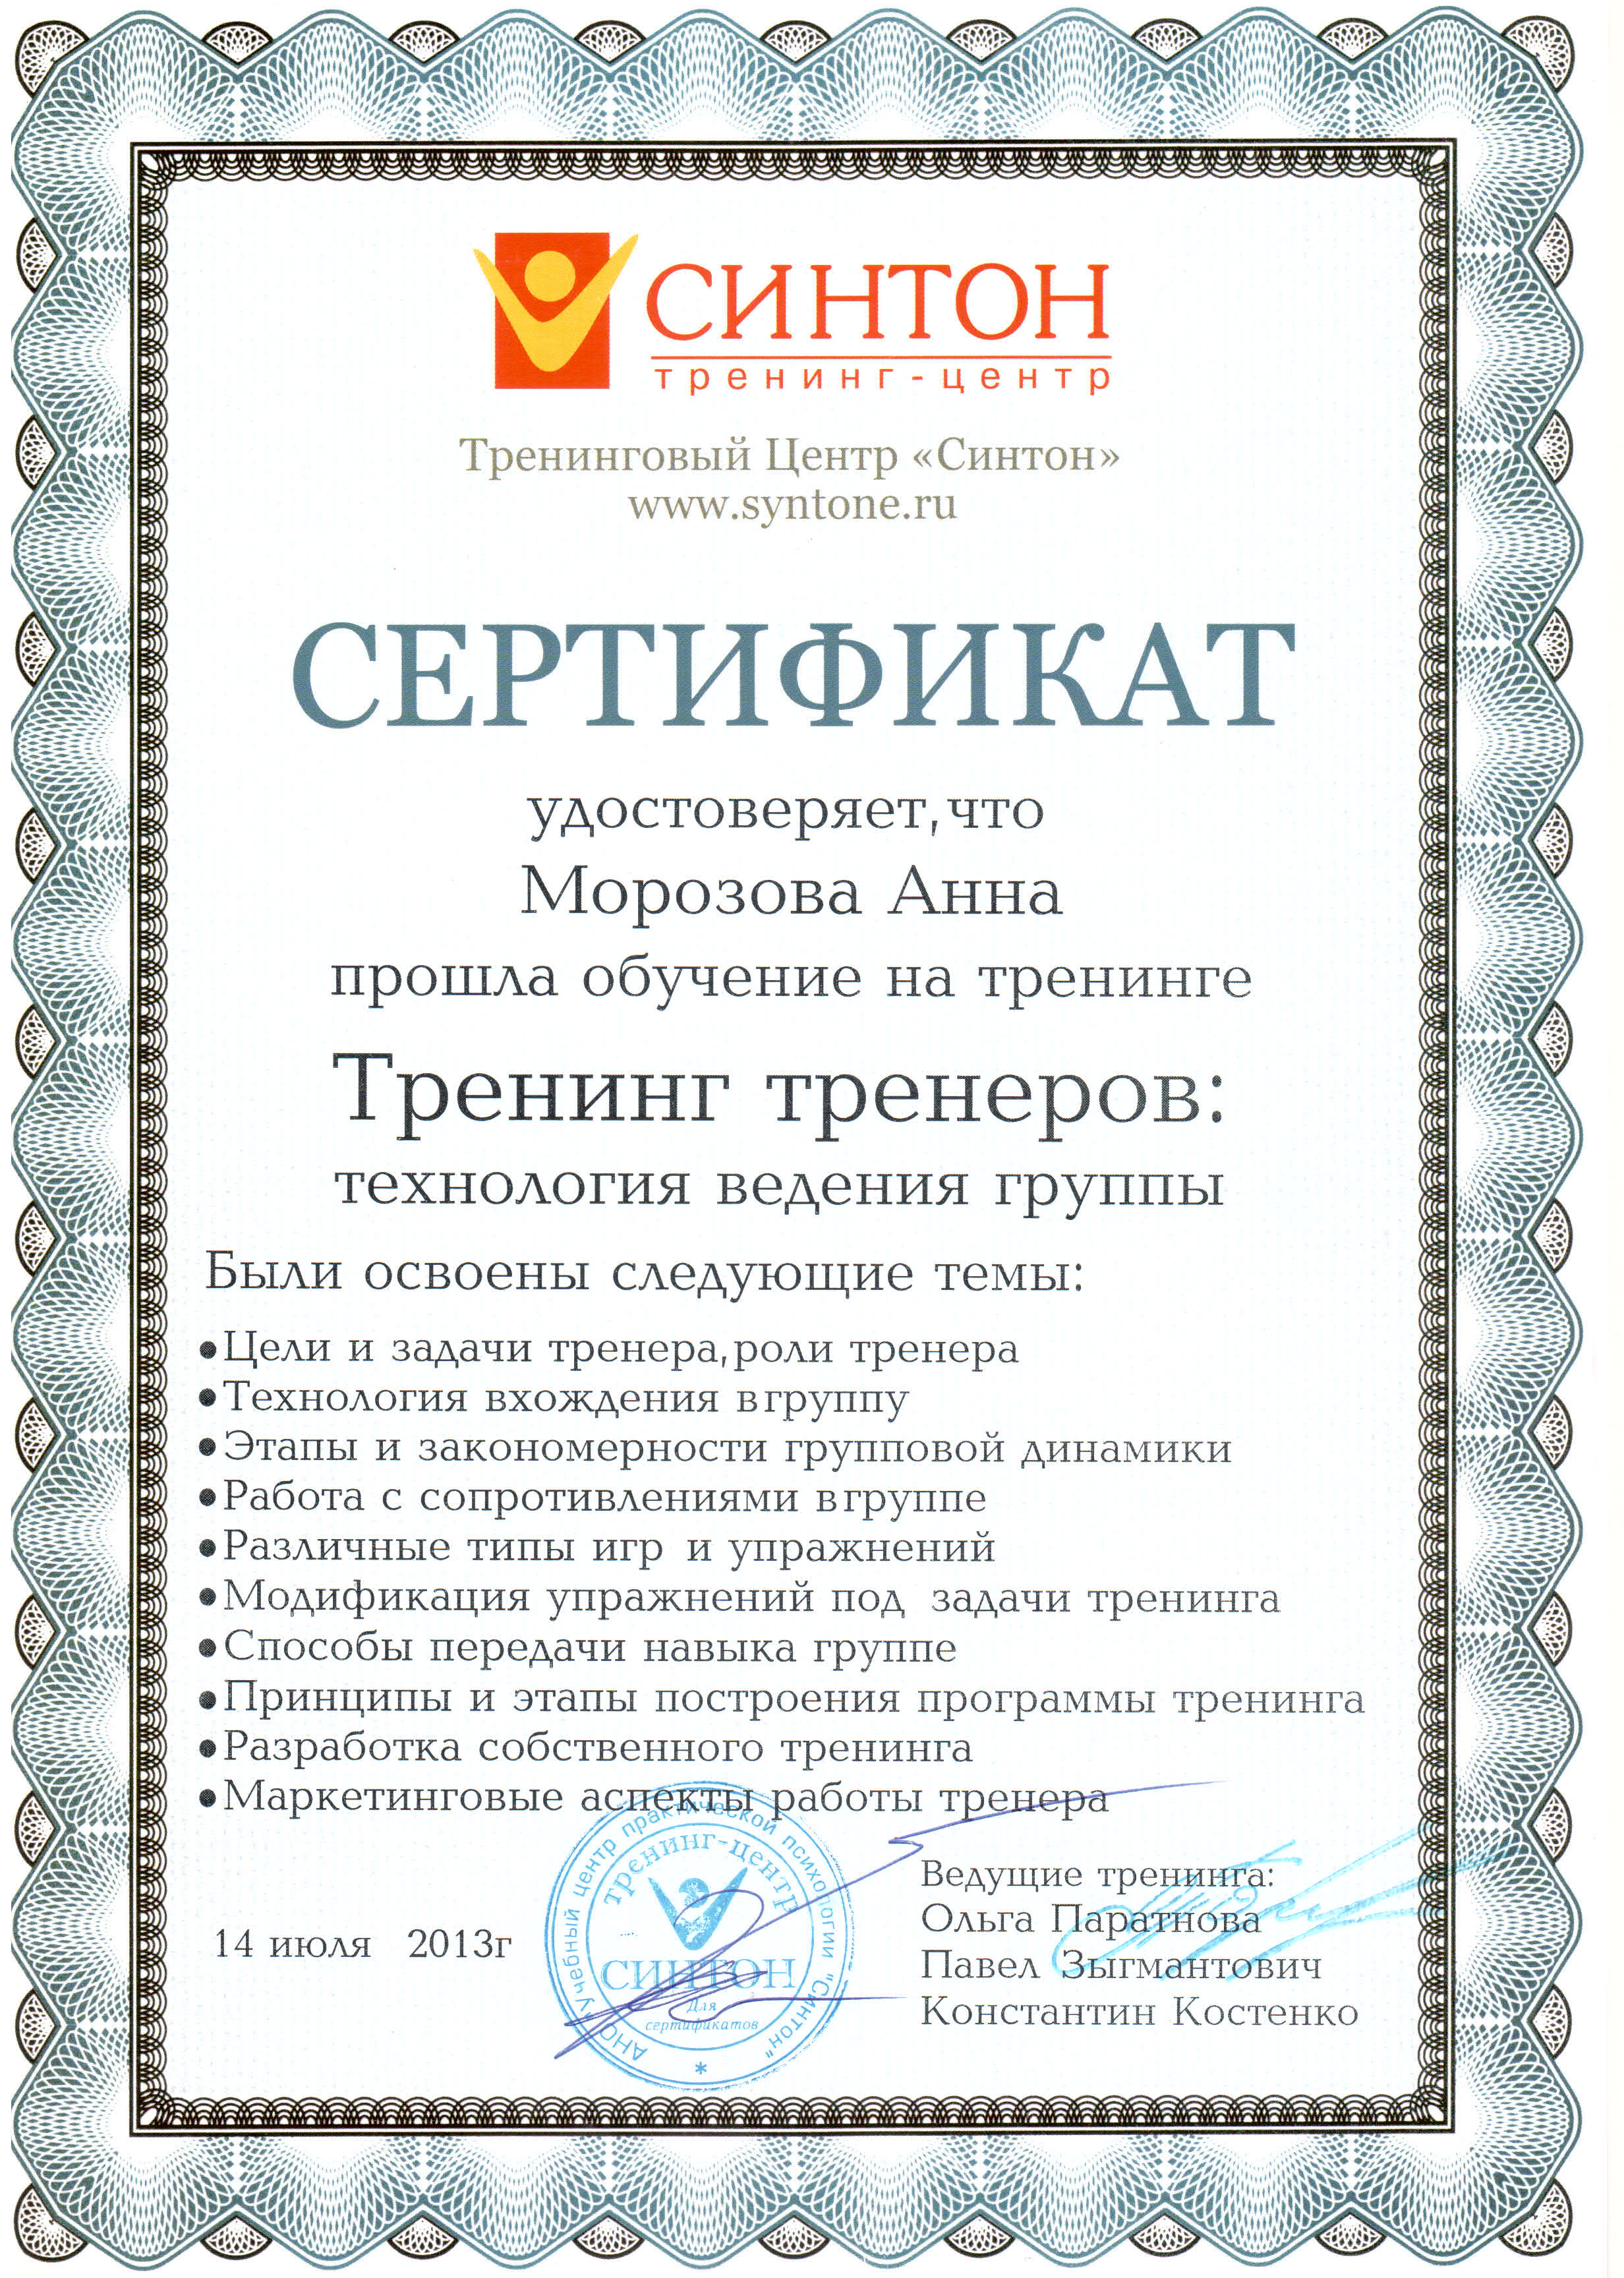 СИНТОН
тренинг-центр
Тренинговый Центр «Синтон»
www.syntone.ru
СЕРТИФИКАТ
удостоверяет, что
Морозова Анна
прошла обучение на тренинге
Тренинг тренеров:
технология ведения группы
Были освоены следующие темы:
•Цели и задачи тренера, роли тренера
•Технология вхождения в группу
•Этапы и закономерности групповой динамики
•Работа с сопротивлениями в группе
•Различные типы игр и упражнений
•Модификация упражнений под задачи тренинга
•Способы передачи навыка группе
•Принципы и этапы построения программы тренинга
•Разработка собственного тренинга
•Маркетинговые аспекты работы тренера
14 июля 2013г
АНО "Учебный центр практической психологии "Синтон"
тренинг-центр
СИНТОН
Для
сертификатов
*
Ведущие тренинга:
Ольга Паратнова
Павел Зыгмантович
Константин Костенко